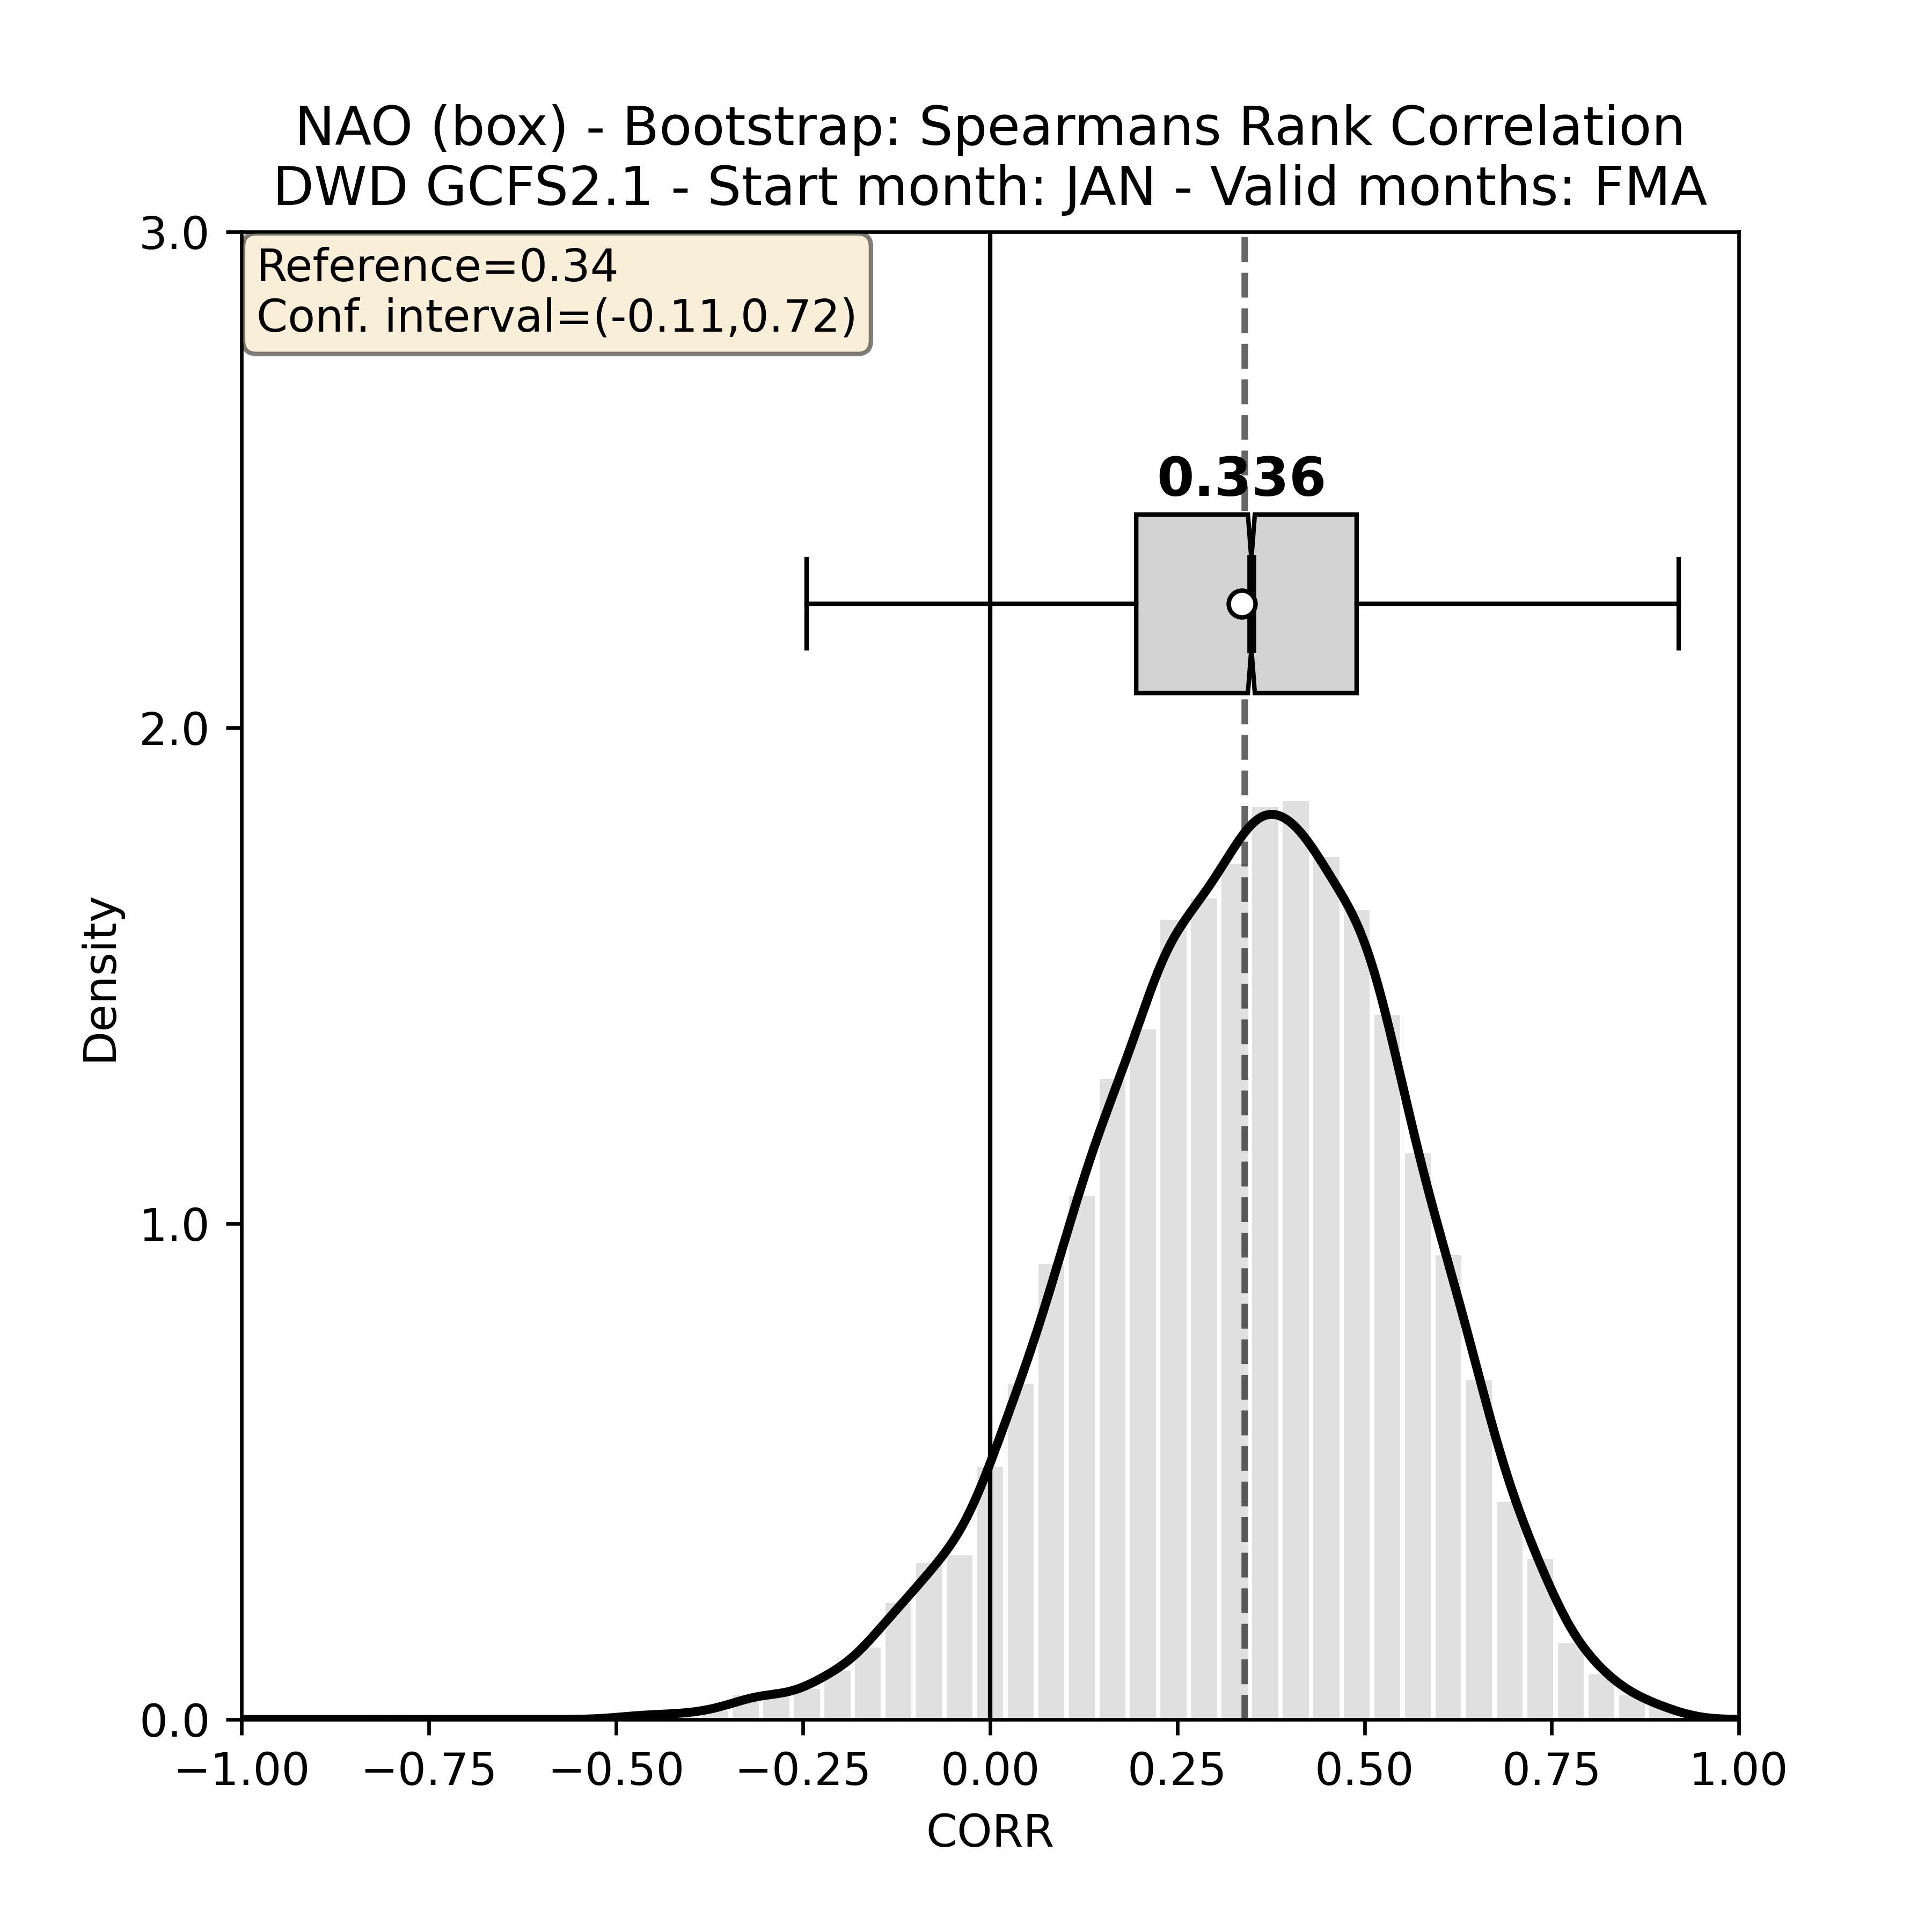 NAO (box) - Bootstrap: Spearmans Rank Correlation
DWD GCFS2.1 - Start month: JAN - Valid months: FMA
3.0
Reference=0.34
Conf. interval=(-0.11,0.72)
0.336
2.0
Density
1.0
0.0
−1.00 −0.75 −0.50 −0.25 0.00 0.25 0.50 0.75 1.00
CORR